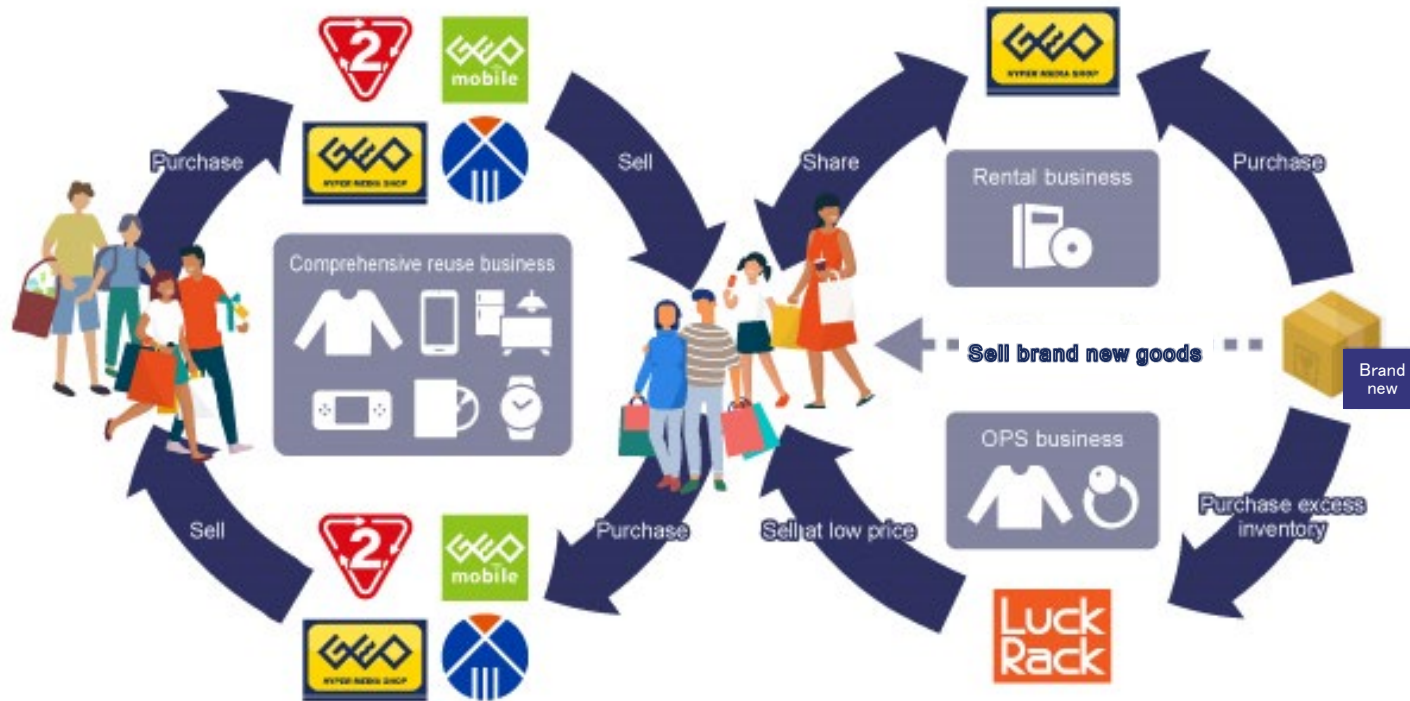 2
GEO
mobile
GEO
HYPER MEDIA SHOP
Purchase
Sell
Comprehensive reuse business
Sell
Purchase
2
GEO
mobile
GEO
HYPER MEDIA SHOP
GEO
HYPER MEDIA SHOP
Share
Purchase
Rental business
Sell brand new goods
Brand
new
OPS business
Sell at low price
Purchase excess
inventory
Luck
Rack